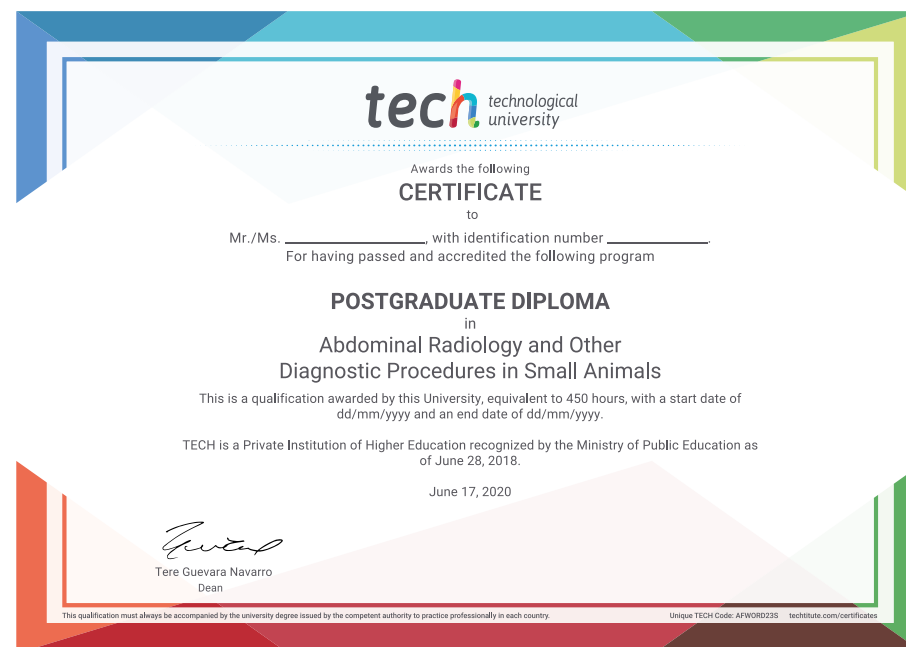 tech technological
university
Awards the following
CERTIFICATE
to
Mr./Ms. ____________________, with identification number ______________.
For having passed and accredited the following program
POSTGRADUATE DIPLOMA
in
Abdominal Radiology and Other
Diagnostic Procedures in Small Animals
This is a qualification awarded by this University, equivalent to 450 hours, with a start date of
dd/mm/yyyy and an end date of dd/mm/yyyy.
TECH is a Private Institution of Higher Education recognized by the Ministry of Public Education as
of June 28, 2018.
June 17, 2020
Tere Guevara Navarro
Dean
This qualification must always be accompanied by the university degree issued by the competent authority to practice professionally in each country. Unique TECH Code: AFWORD23S techtitute.com/certificates